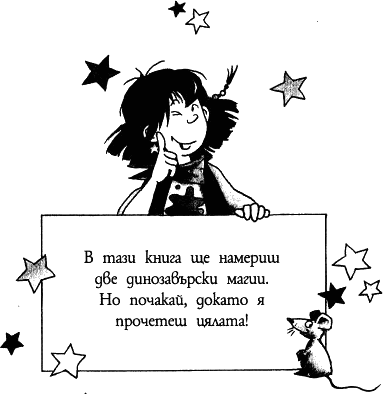 В тази книга ще намериш
две динозавърски магии.
Но почакай, докато я
прочетеш цялата!